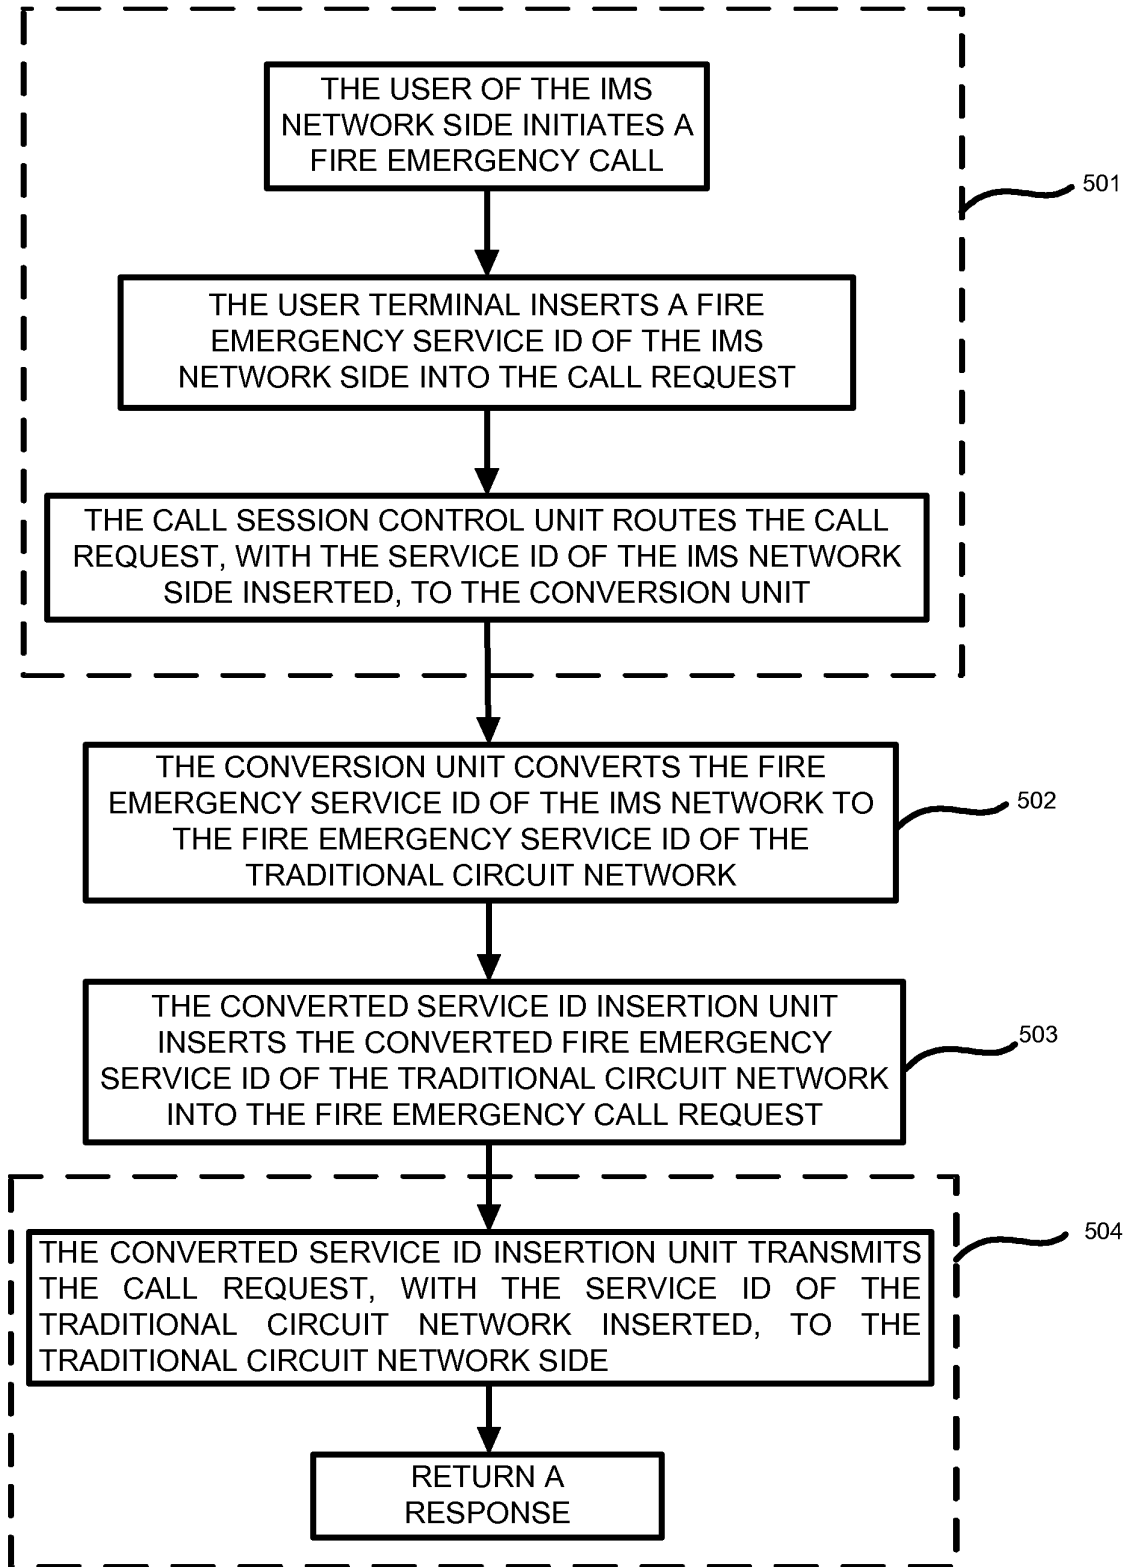 THE USER OF THE IMS
NETWORK SIDE INITIATES A
FIRE EMERGENCY CALL
501
THE USER TERMINAL INSERTS A FIRE
EMERGENCY SERVICE ID OF THE IMS
NETWORK SIDE INTO THE CALL REQUEST
THE CALL SESSION CONTROL UNIT ROUTES THE CALL
REQUEST, WITH THE SERVICE ID OF THE IMS NETWORK
SIDE INSERTED, TO THE CONVERSION UNIT
THE CONVERSION UNIT CONVERTS THE FIRE
EMERGENCY SERVICE ID OF THE IMS NETWORK TO
THE FIRE EMERGENCY SERVICE ID OF THE
TRADITIONAL CIRCUIT NETWORK
502
THE CONVERTED SERVICE ID INSERTION UNIT
INSERTS THE CONVERTED FIRE EMERGENCY
SERVICE ID OF THE TRADITIONAL CIRCUIT NETWORK
INTO THE FIRE EMERGENCY CALL REQUEST
503
THE CONVERTED SERVICE ID INSERTION UNIT TRANSMITS
THE CALL REQUEST, WITH THE SERVICE ID OF THE
TRADITIONAL CIRCUIT NETWORK INSERTED, TO THE
TRADITIONAL CIRCUIT NETWORK SIDE
504
RETURN A
RESPONSE